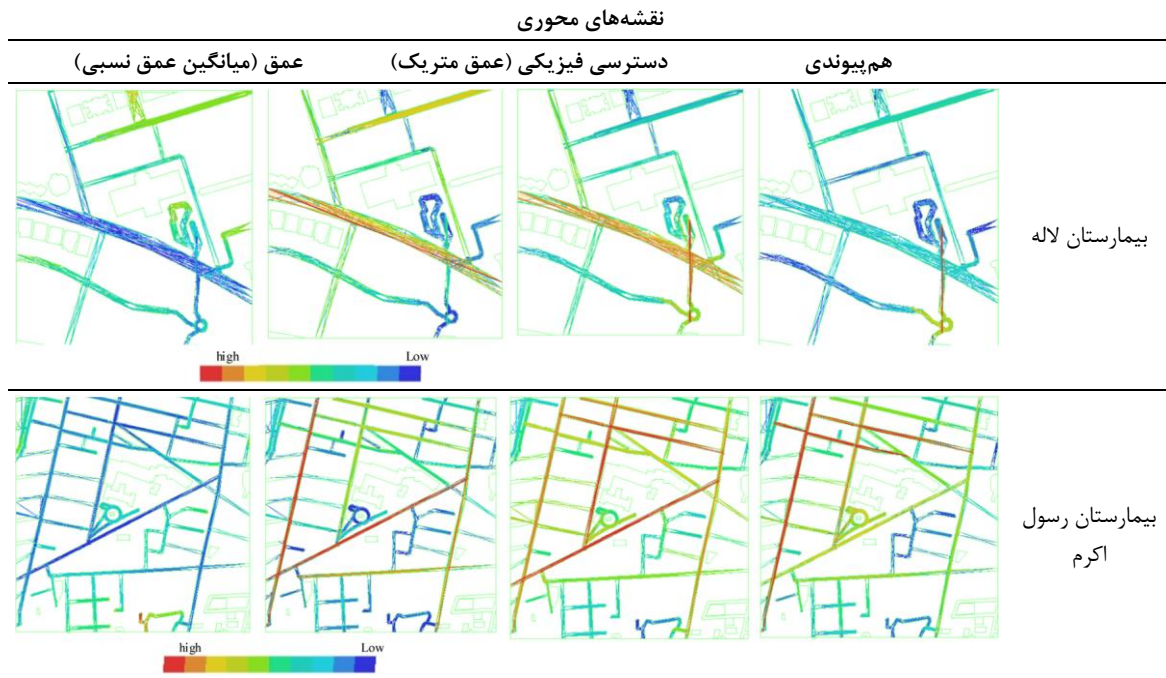 نقشه‌های محوری
هم‌پیوندی
دسترسی فیزیکی (عمق متریک)
عمق (میانگین عمق نسبی)
بیمارستان لاله
high Low
بیمارستان رسول
اکرم
high Low